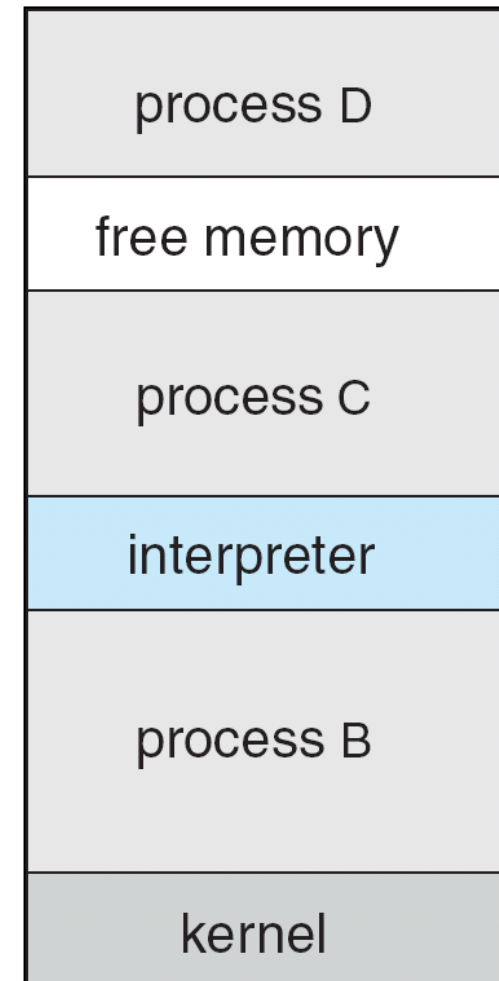 process D
free memory
process C
interpreter
process B
kernel